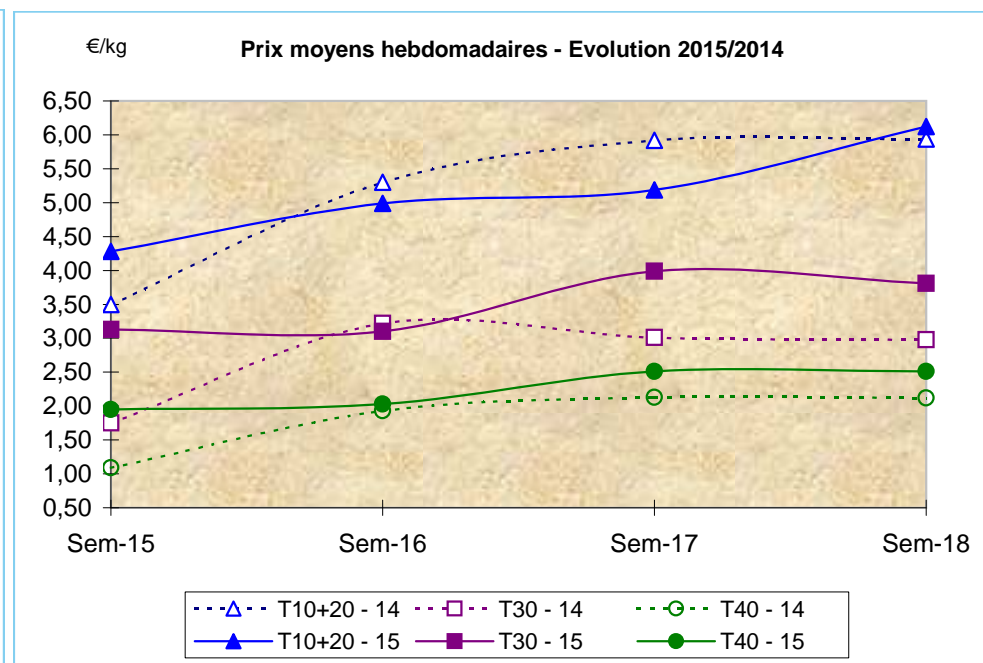 €/kg
Prix moyens hebdomadaires - Evolution 2015/2014
6,50
6,00
5,50
5,00
4,50
4,00
3,50
3,00
2,50
2,00
1,50
1,00
0,50
Sem-15 Sem-16 Sem-17 Sem-18
T10+20 - 14 T30 - 14 T40 - 14
T10+20 - 15 T30 - 15 T40 - 15